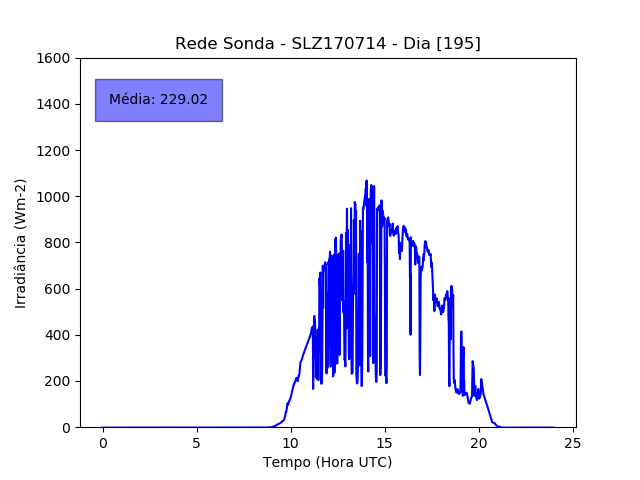 Rede Sonda - SLZ170714 - Dia [195]
Média: 229.02
Irradiância (Wm-2)
1600
1400
1200
1000
800
600
400
200
0
0 5 10 15 20 25
Tempo (Hora UTC)